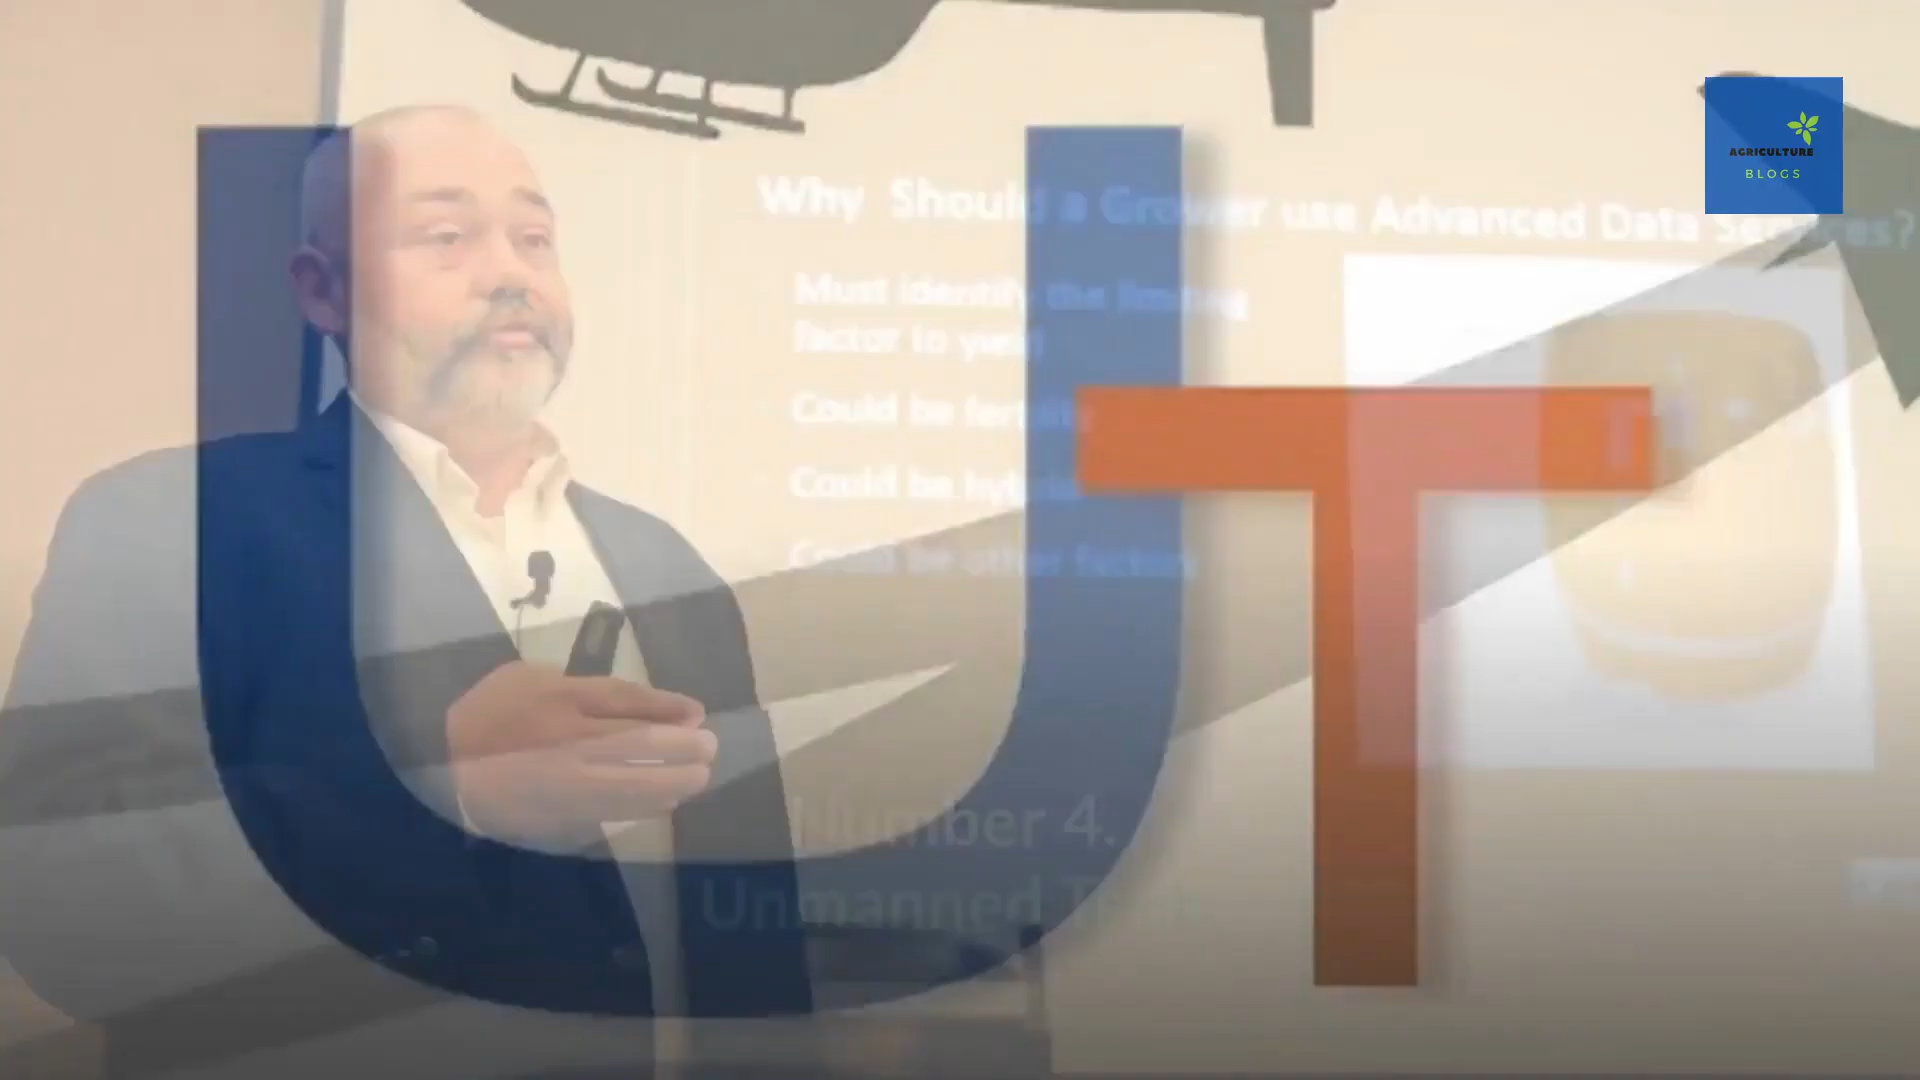 AGRICULTURE
BLOGS
Why Should a Grower use Advanced Data Services?
Must identify the limiting
factor to yield
Could be fertility
Could be hybrid
Could be other factors
UT
Number 4.
Unmanned